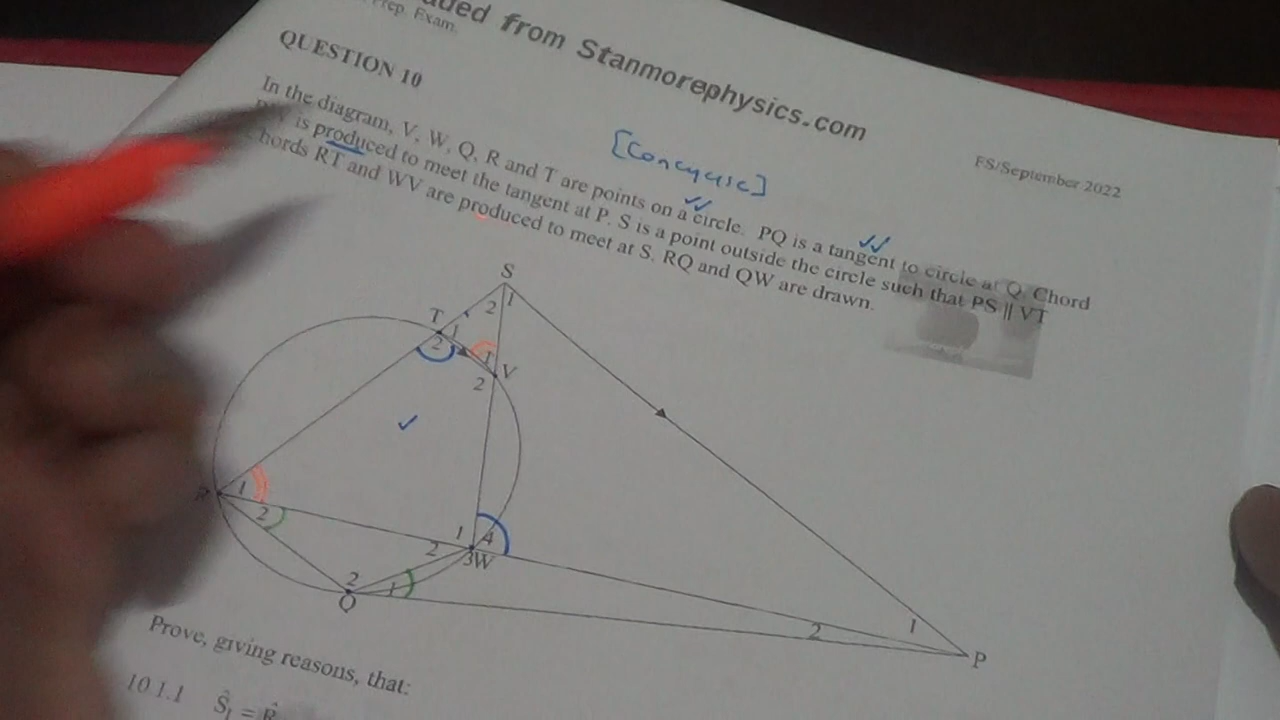 from Stanmorephysics.com
Prep. Exam.
FS/September 2022
QUESTION 10
[Concyclic]
In the diagram, V, W, Q, R and T are points on a circle. PQ is a tangent to circle at Q. Chord
is produced to meet the tangent at P. S is a point outside the circle such that PS || VT
hords RT and WV are produced to meet at S. RQ and QW are drawn.
S
2 1
T 1
2 1
V
2
1
2
1 4
2 3W
2
1
Q
2 1
P
Prove, giving reasons, that:
10.1.1 Ŝ1 = R̂